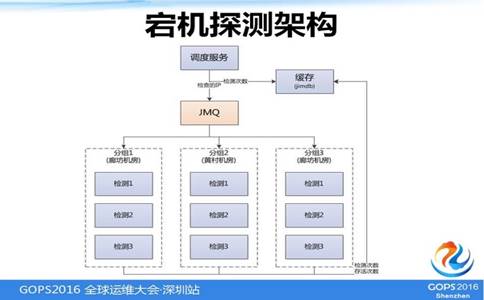 宕机探测架构
调度服务
检测次数
缓存
(jimdb)
检查的IP
JMQ
分组1
(廊坊机房)
分组2
(黄村机房)
分组3
(廊坊机房)
检测1
检测1
检测1
检测2
检测2
检测2
检测3
检测3
检测3
检测次数
存活次数
GOPS2016 全球运维大会·深圳站
GOPS2016
Shenzhen